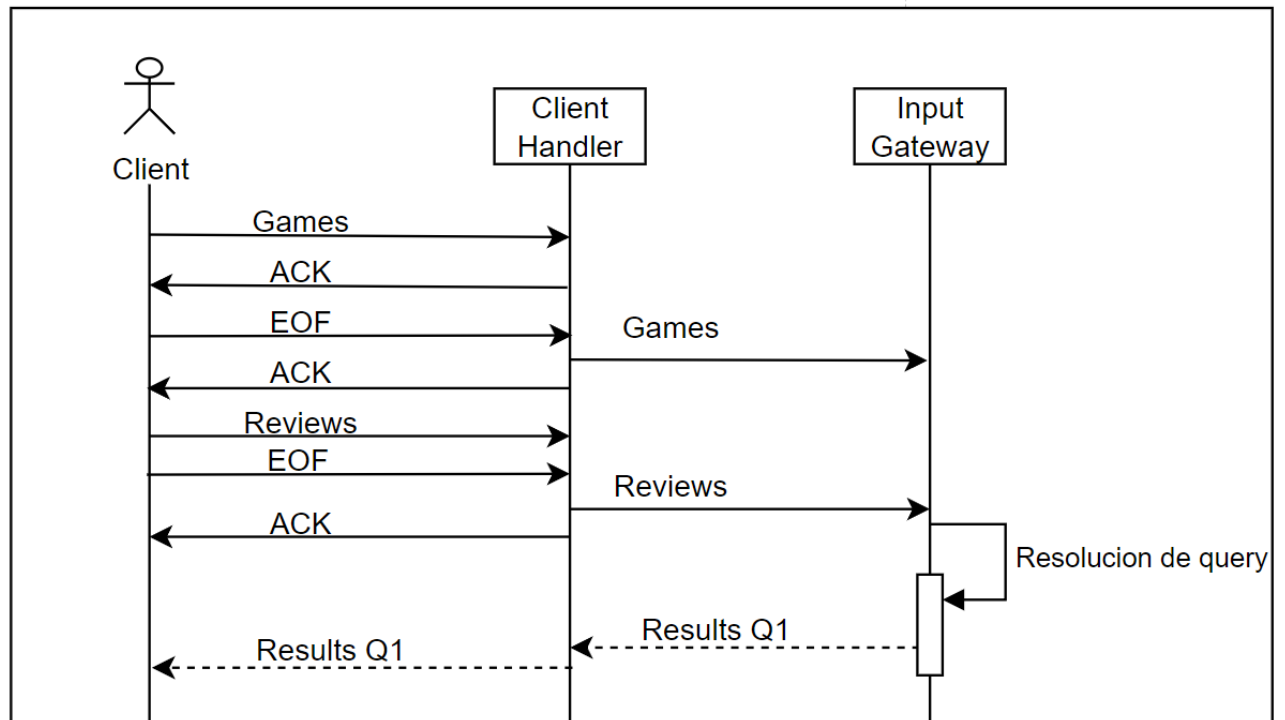 Client
Handler
Input
Gateway
Client
Games
ACK
EOF
Games
ACK
Reviews
EOF
Reviews
ACK
Resolucion de query
Results Q1
Results Q1